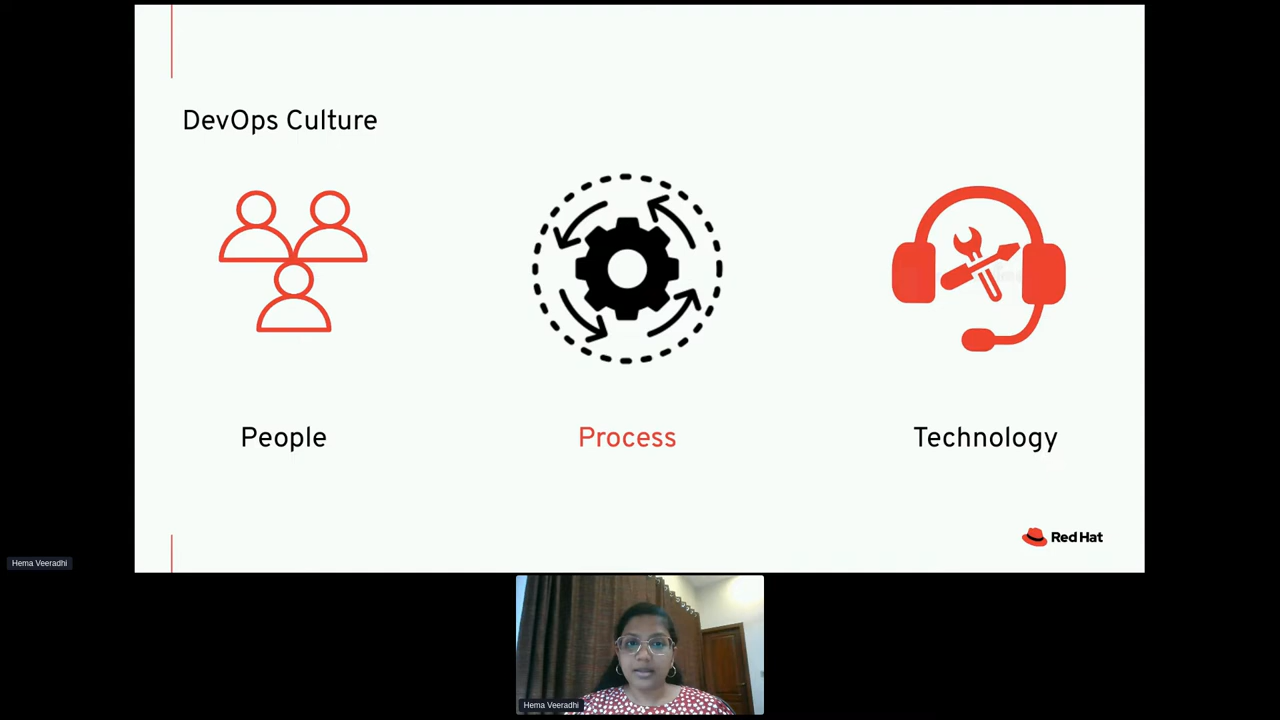 DevOps Culture
People
Process
Technology
Red Hat
Hema Veeradhi
Hema Veeradhi